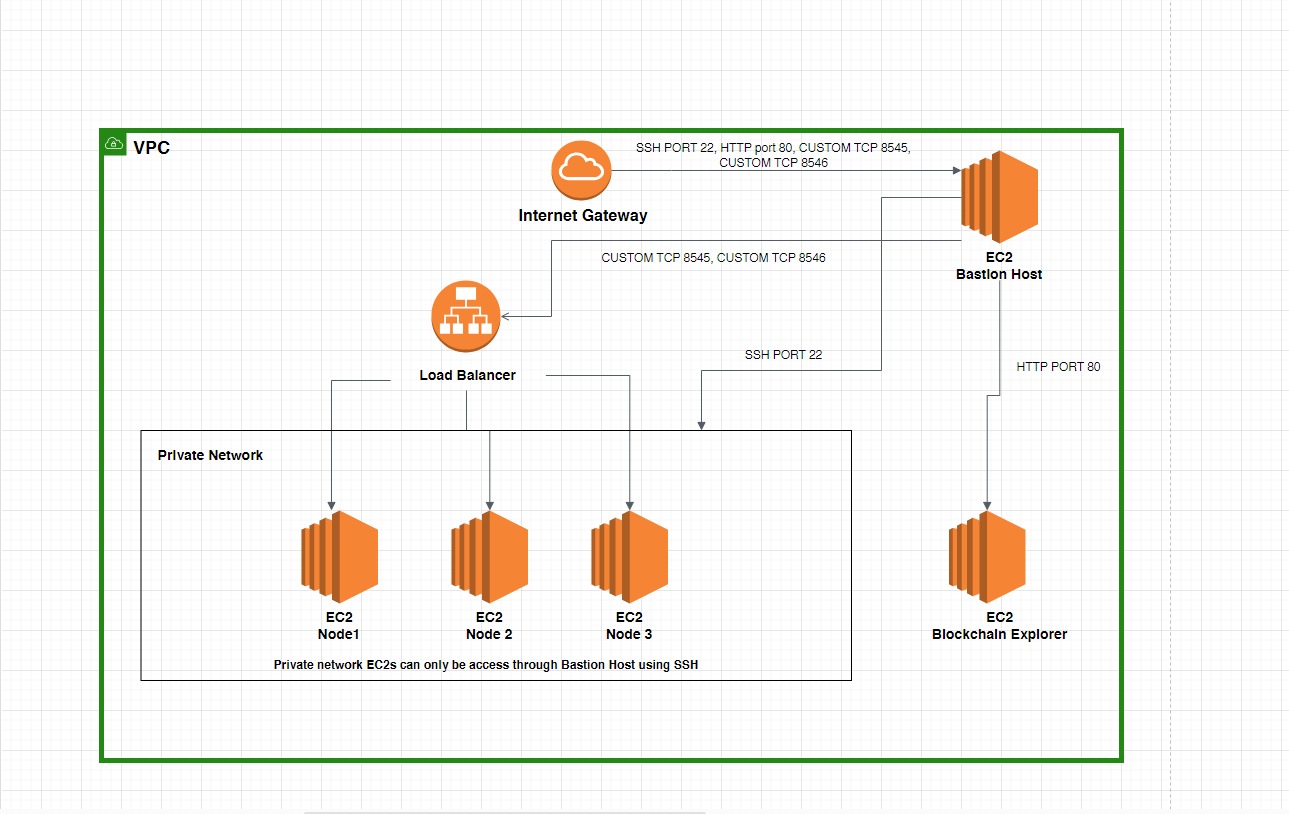 VPC
SSH PORT 22, HTTP port 80, CUSTOM TCP 8545,
CUSTOM TCP 8546
Internet Gateway
EC2
Bastion Host
CUSTOM TCP 8545, CUSTOM TCP 8546
SSH PORT 22
HTTP PORT 80
Load Balancer
Private Network
EC2
Node1
EC2
Node 2
EC2
Node 3
EC2
Blockchain Explorer
Private network EC2s can only be access through Bastion Host using SSH